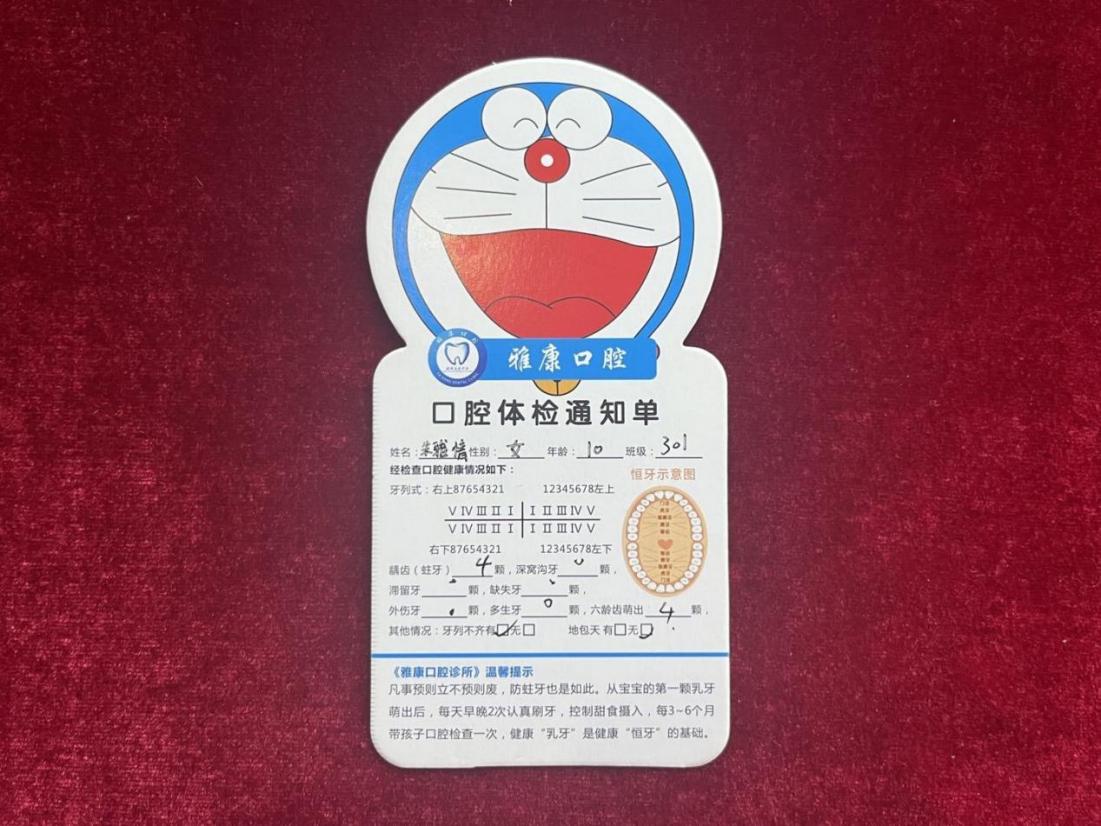 雅康口腔
口腔体检通知单
姓名：朱 性别：女 年龄：10 班级：301
经检查口腔健康情况如下：
恒牙示意图
牙列式：右上87654321 12345678左上
V IV III II I I II III IV V
V IV III II I I II III IV V
右下87654321 12345678左下
龋齿（蛀牙）4颗，深窝沟牙0颗，
滞留牙颗，缺失牙颗，
外伤牙颗，多生牙0颗，六龄齿萌出4颗，
其他情况：牙列不齐有☑无□ 地包天 有□无☑
《雅康口腔诊所》温馨提示
凡事预则立不预则废，防蛀牙也是如此。从宝宝的第一颗乳牙
萌出后，每天早晚2次认真刷牙，控制甜食摄入，每3~6个月
带孩子口腔检查一次，健康“乳牙”是健康“恒牙”的基础。